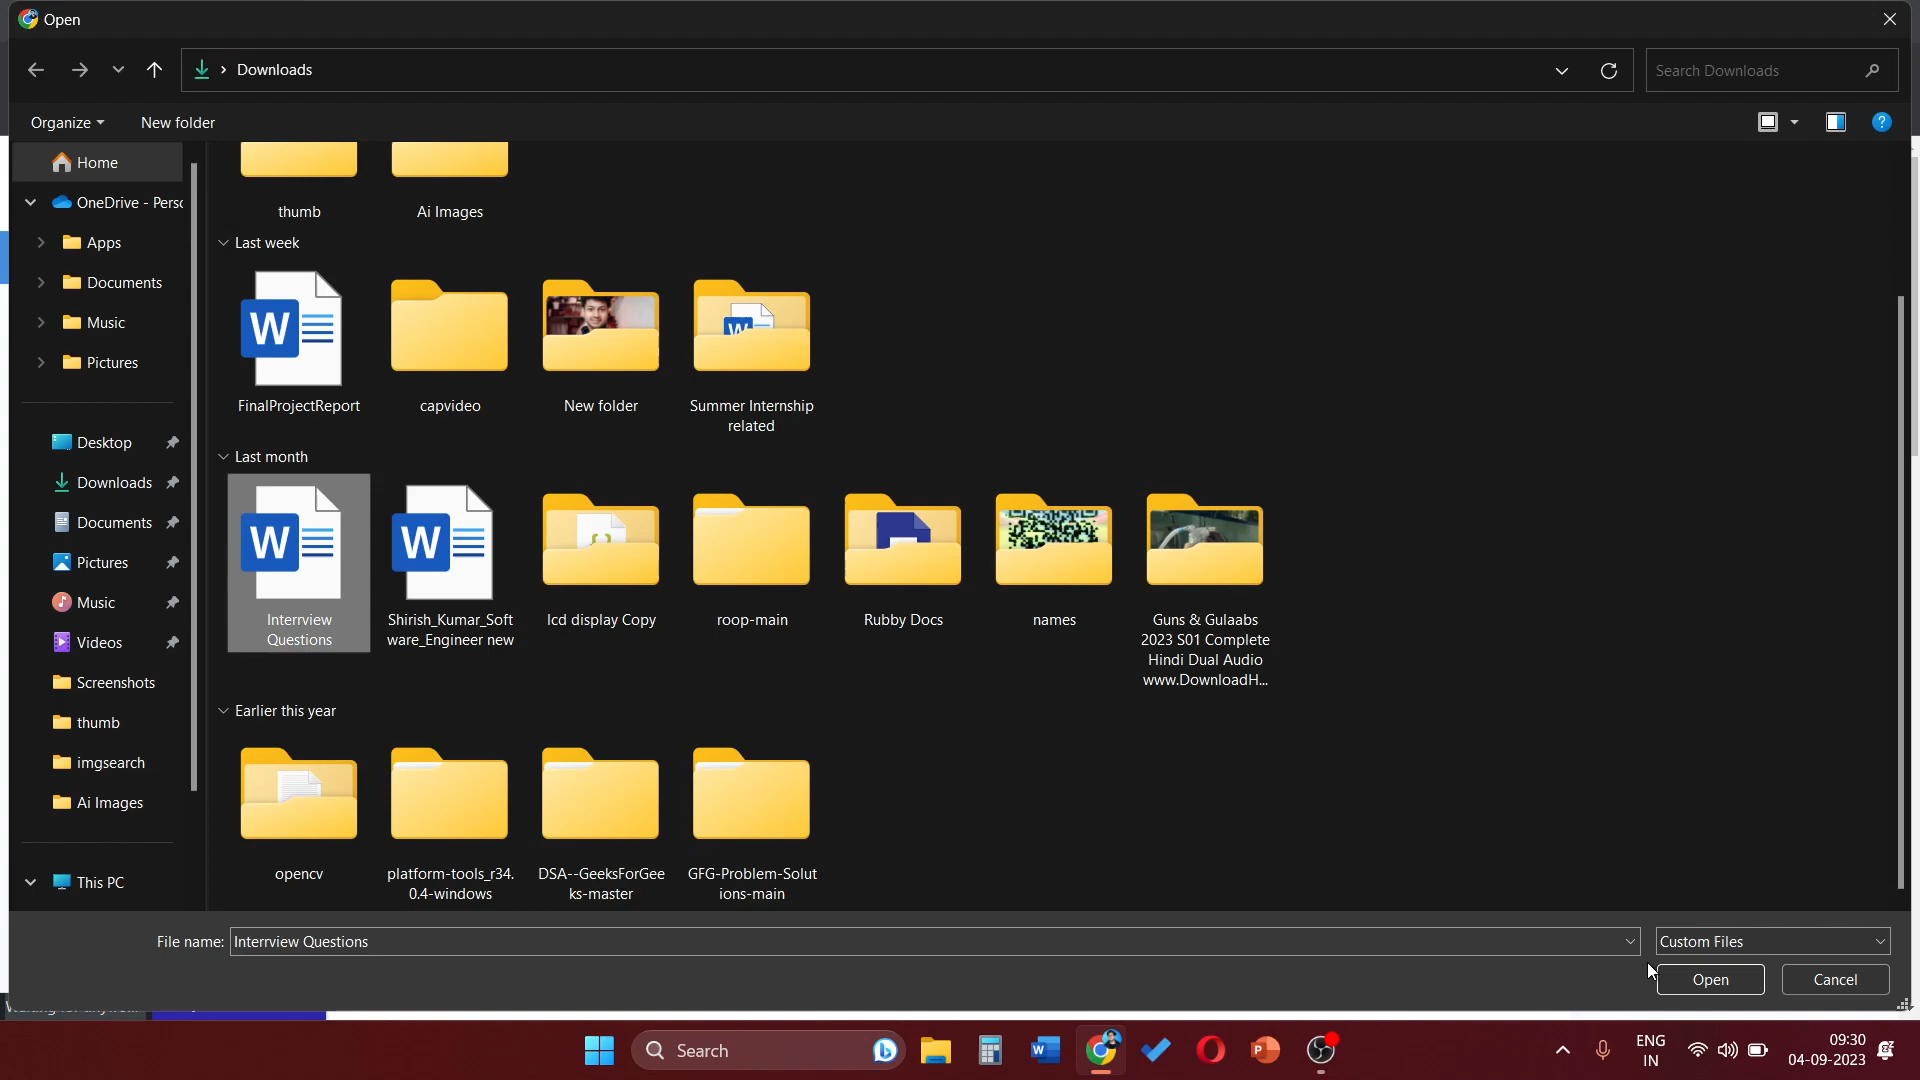 Open
Downloads
Search Downloads
Organize
New folder
Home
OneDrive - Perso
Apps
Documents
Music
Pictures
Desktop
Downloads
Documents
Pictures
Music
Videos
Screenshots
thumb
imgsearch
Ai Images
This PC
thumb
Ai Images
Last week
FinalProjectReport
capvideo
New folder
Summer Internship
related
Last month
Interrview
Questions
Shirish_Kumar_Soft
ware_Engineer new
lcd display Copy
roop-main
Rubby Docs
names
Guns & Gulaabs
2023 S01 Complete
Hindi Dual Audio
www.DownloadH...
Earlier this year
opencv
platform-tools_r34.
0.4-windows
DSA--GeeksForGee
ks-master
GFG-Problem-Solut
ions-main
File name:
Interrview Questions
Custom Files
Open
Cancel
Search
ENG
IN
09:30
04-09-2023